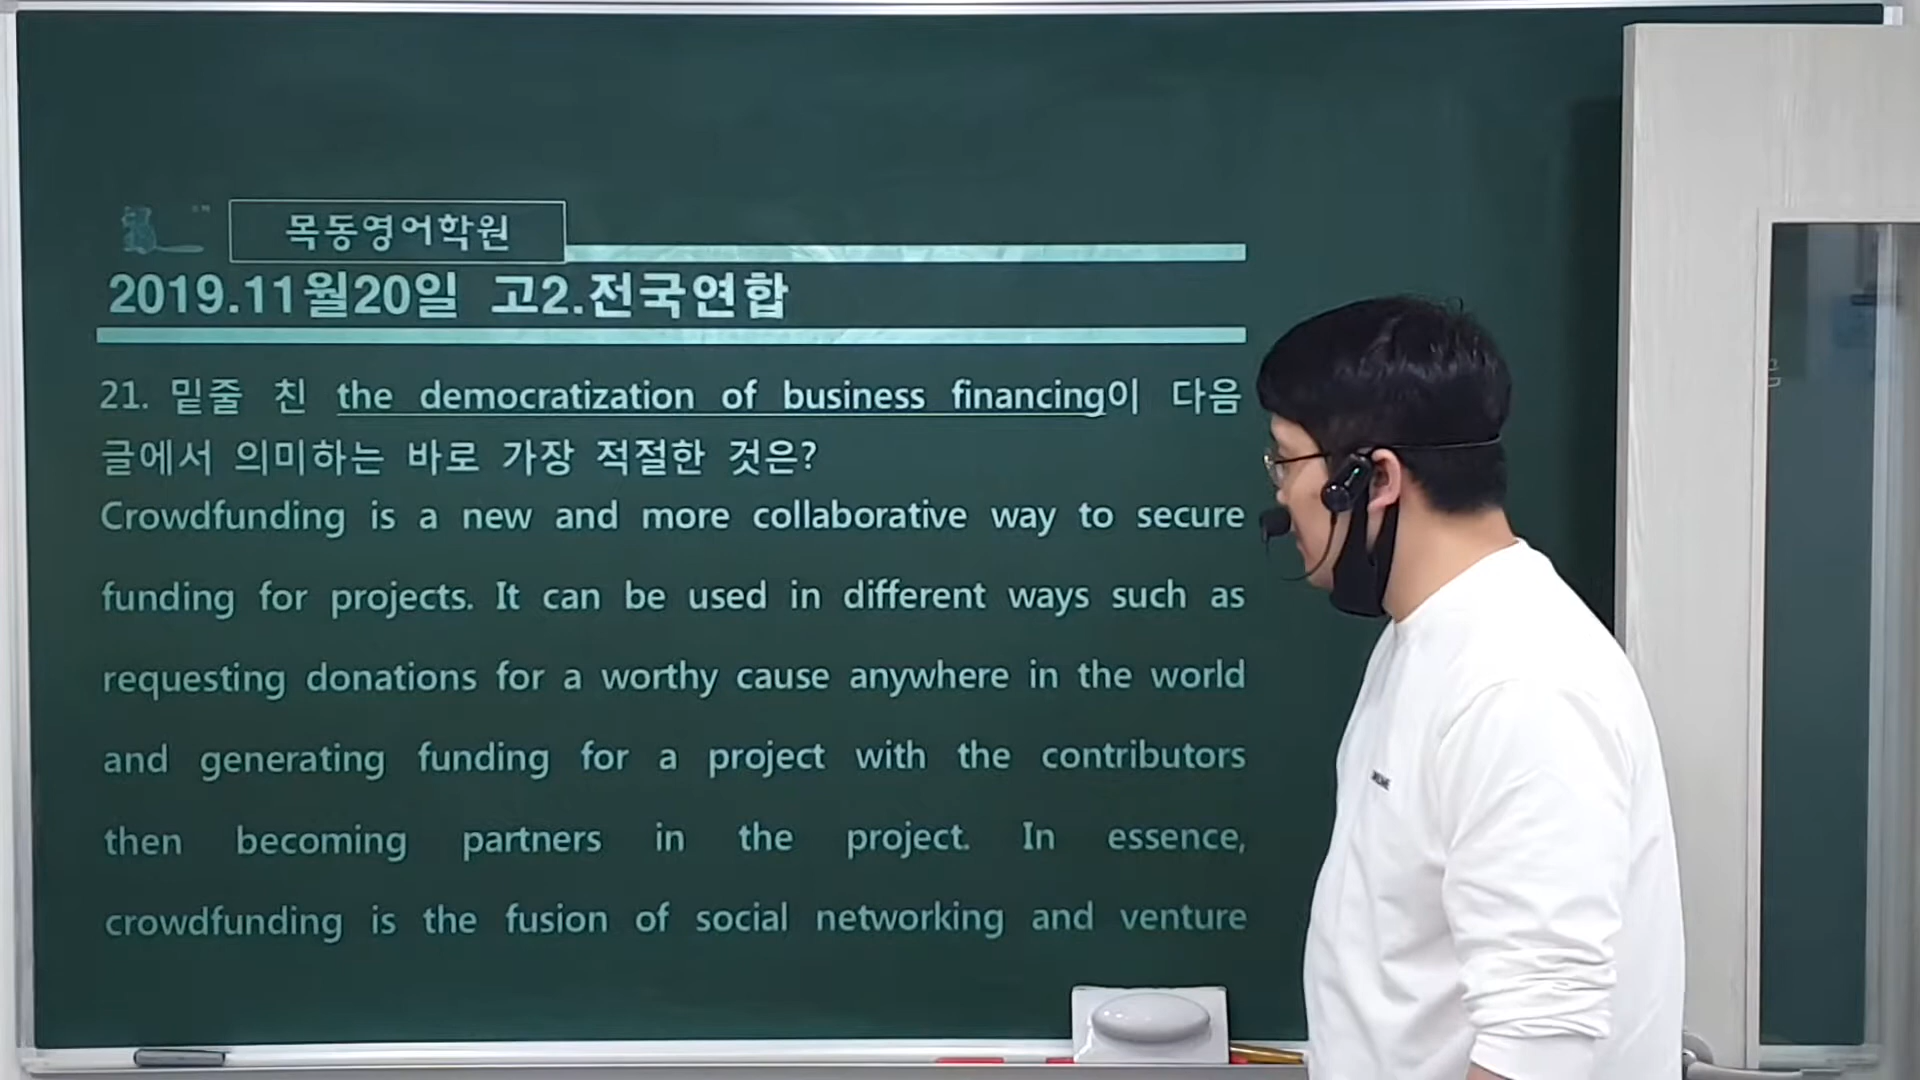 목동영어학원
2019.11월20일 고2.전국연합
21. 밑줄 친 the democratization of business financing이 다음
글에서 의미하는 바로 가장 적절한 것은?
Crowdfunding is a new and more collaborative way to secure
funding for projects. It can be used in different ways such as
requesting donations for a worthy cause anywhere in the world
and generating funding for a project with the contributors
then becoming partners in the project. In essence,
crowdfunding is the fusion of social networking and venture